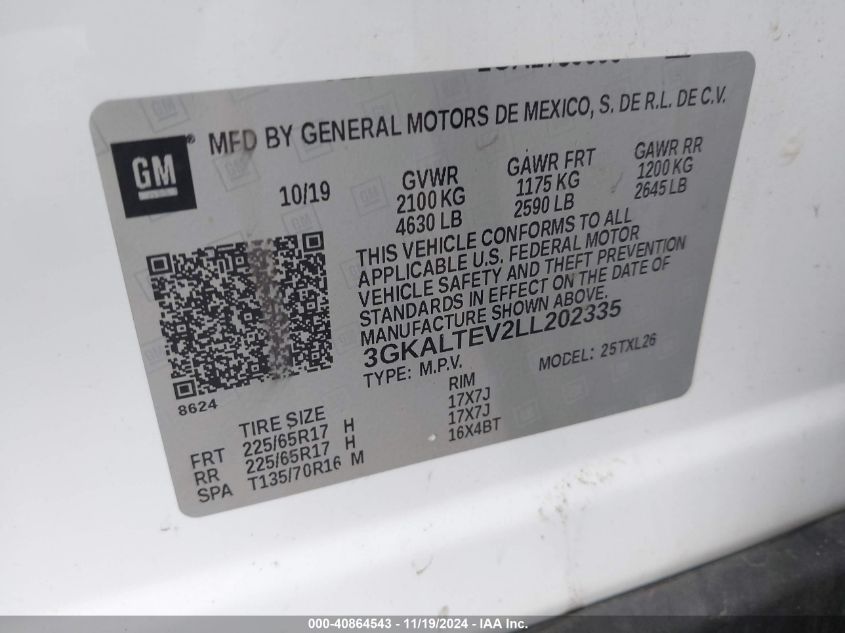 MFD BY GENERAL MOTORS DE MEXICO, S. DE R.L. DE C.V.
GM
10/19
GVWR GAWR FRT GAWR RR
2100 KG 1175 KG 1200 KG
4630 LB 2590 LB 2645 LB
THIS VEHICLE CONFORMS TO ALL
APPLICABLE U.S. FEDERAL MOTOR
VEHICLE SAFETY AND THEFT PREVENTION
STANDARDS IN EFFECT ON THE DATE OF
MANUFACTURE SHOWN ABOVE.
3GKALTEV2LL202335
TYPE: M.P.V. MODEL: 25TXL26
8624
TIRE SIZE RIM
FRT 225/65R17 H 17X7J
RR 225/65R17 H 17X7J
SPA T135/70R16 M 16X4BT
000-40864543 - 11/19/2024 - IAA Inc.